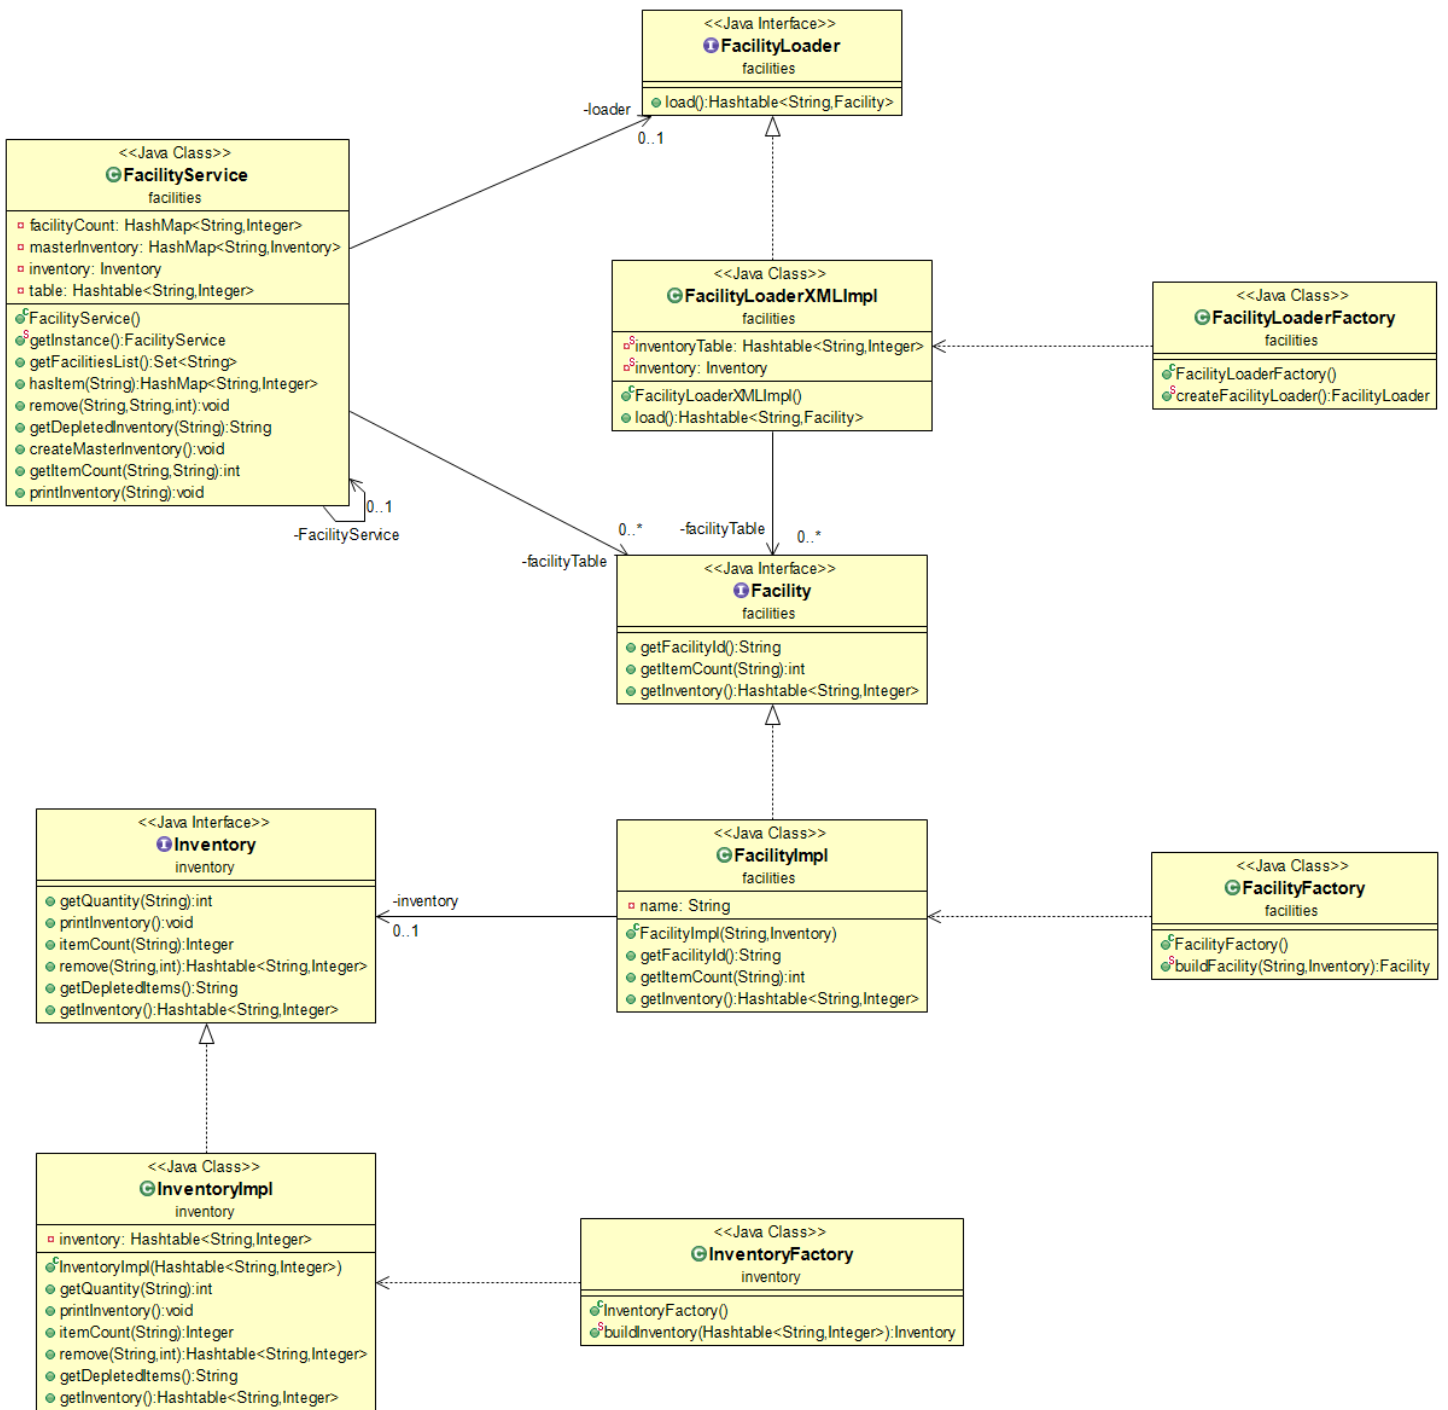 <<Java Interface>>
FacilityLoader
facilities
load():Hashtable<String,Facility>
-loader
0..1
<<Java Class>>
FacilityService
facilities
facilityCount: HashMap<String,Integer>
masterInventory: HashMap<String,Inventory>
inventory: Inventory
table: Hashtable<String,Integer>
FacilityService()
getInstance():FacilityService
getFacilitiesList():Set<String>
hasItem(String):HashMap<String,Integer>
remove(String,String,int):void
getDepletedInventory(String):String
createMasterInventory():void
getItemCount(String,String):int
printInventory(String):void
0..1
-FacilityService
<<Java Class>>
FacilityLoaderXMLImpl
facilities
inventoryTable: Hashtable<String,Integer>
inventory: Inventory
FacilityLoaderXMLImpl()
load():Hashtable<String,Facility>
<<Java Class>>
FacilityLoaderFactory
facilities
FacilityLoaderFactory()
createFacilityLoader():FacilityLoader
0..*
-facilityTable
-facilityTable
0..*
<<Java Interface>>
Facility
facilities
getFacilityId():String
getItemCount(String):int
getInventory():Hashtable<String,Integer>
<<Java Interface>>
Inventory
inventory
getQuantity(String):int
printInventory():void
itemCount(String):Integer
remove(String,int):Hashtable<String,Integer>
getDepletedItems():String
getInventory():Hashtable<String,Integer>
-inventory
0..1
<<Java Class>>
FacilityImpl
facilities
name: String
FacilityImpl(String,Inventory)
getFacilityId():String
getItemCount(String):int
getInventory():Hashtable<String,Integer>
<<Java Class>>
FacilityFactory
facilities
FacilityFactory()
buildFacility(String,Inventory):Facility
<<Java Class>>
InventoryImpl
inventory
inventory: Hashtable<String,Integer>
InventoryImpl(Hashtable<String,Integer>)
getQuantity(String):int
printInventory():void
itemCount(String):Integer
remove(String,int):Hashtable<String,Integer>
getDepletedItems():String
getInventory():Hashtable<String,Integer>
<<Java Class>>
InventoryFactory
inventory
InventoryFactory()
buildInventory(Hashtable<String,Integer>):Inventory